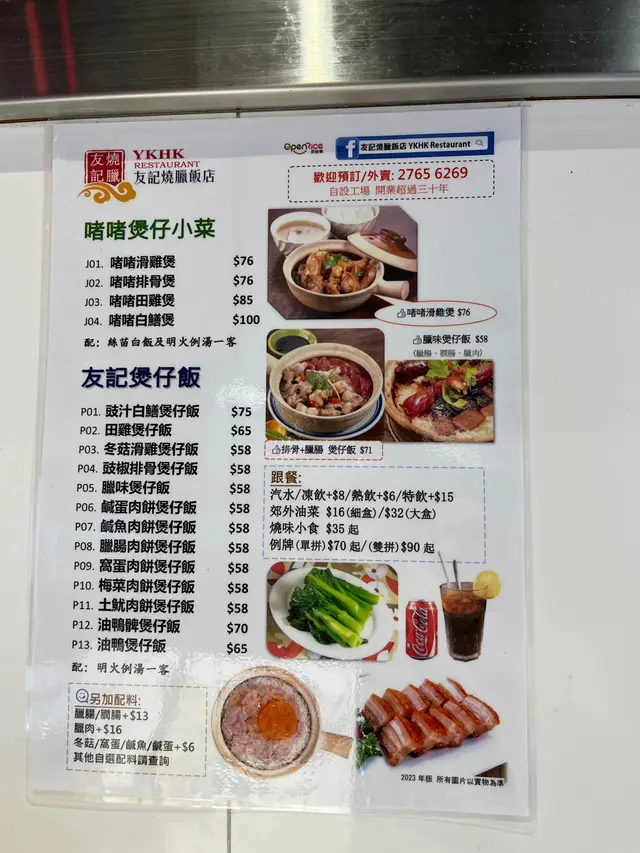 友記
燒臘
YKHK
RESTAURANT
友記燒臘飯店
OpenRice
開飯喇
f 友記燒臘飯店 YKHK Restaurant
歡迎預訂/外賣: 2765 6269
自設工場 開業超過三十年
啫啫煲仔小菜
J01. 啫啫滑雞煲 $76
J02. 啫啫排骨煲 $76
J03. 啫啫田雞煲 $85
J04. 啫啫白鱔煲 $100
配: 絲苗白飯及明火例湯一客
啫啫滑雞煲 $76
臘味煲仔飯 $58
(臘腸、潤腸、臘肉)
排骨+臘腸 煲仔飯 $71
友記煲仔飯
P01. 豉汁白鱔煲仔飯 $75
P02. 田雞煲仔飯 $65
P03. 冬菇滑雞煲仔飯 $58
P04. 豉椒排骨煲仔飯 $58
P05. 臘味煲仔飯 $58
P06. 鹹蛋肉餅煲仔飯 $58
P07. 鹹魚肉餅煲仔飯 $58
P08. 臘腸肉餅煲仔飯 $58
P09. 窩蛋肉餅煲仔飯 $58
P10. 梅菜肉餅煲仔飯 $58
P11. 土魷肉餅煲仔飯 $58
P12. 油鴨髀煲仔飯 $70
P13. 油鴨煲仔飯 $65
配: 明火例湯一客
跟餐:
汽水/凍飲+$8/熱飲+$6/特飲+$15
郊外油菜 $16(細盒)/$32(大盒)
燒味小食 $35 起
例牌(單拼)$70 起/(雙拼)$90 起
Coca-Cola
另加配料:
臘腸/潤腸+$13
臘肉+$16
冬菇/窩蛋/鹹魚/鹹蛋+$6
其他自選配料請查詢
2023 年版 所有圖片以實物為準